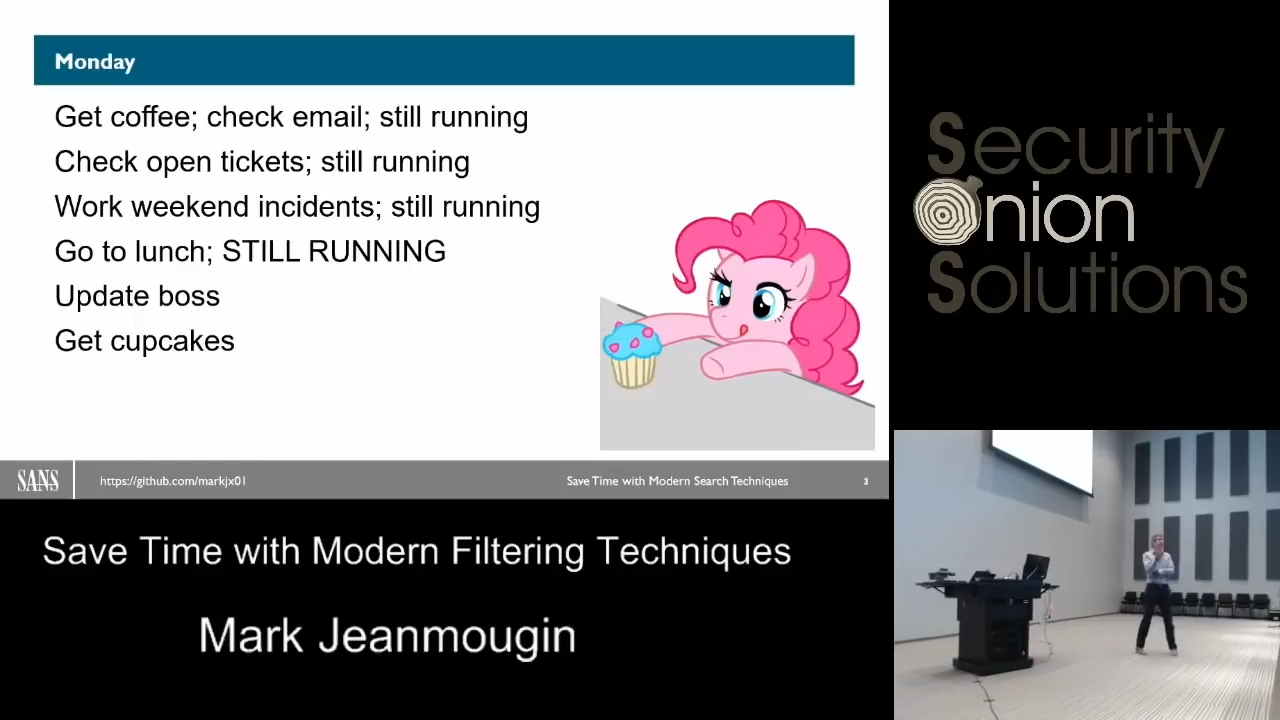 Monday
Get coffee; check email; still running
Check open tickets; still running
Work weekend incidents; still running
Go to lunch; STILL RUNNING
Update boss
Get cupcakes
SANS
https://github.com/markjx01
Save Time with Modern Search Techniques
3
Security
Onion
Solutions
Save Time with Modern Filtering Techniques
Mark Jeanmougin